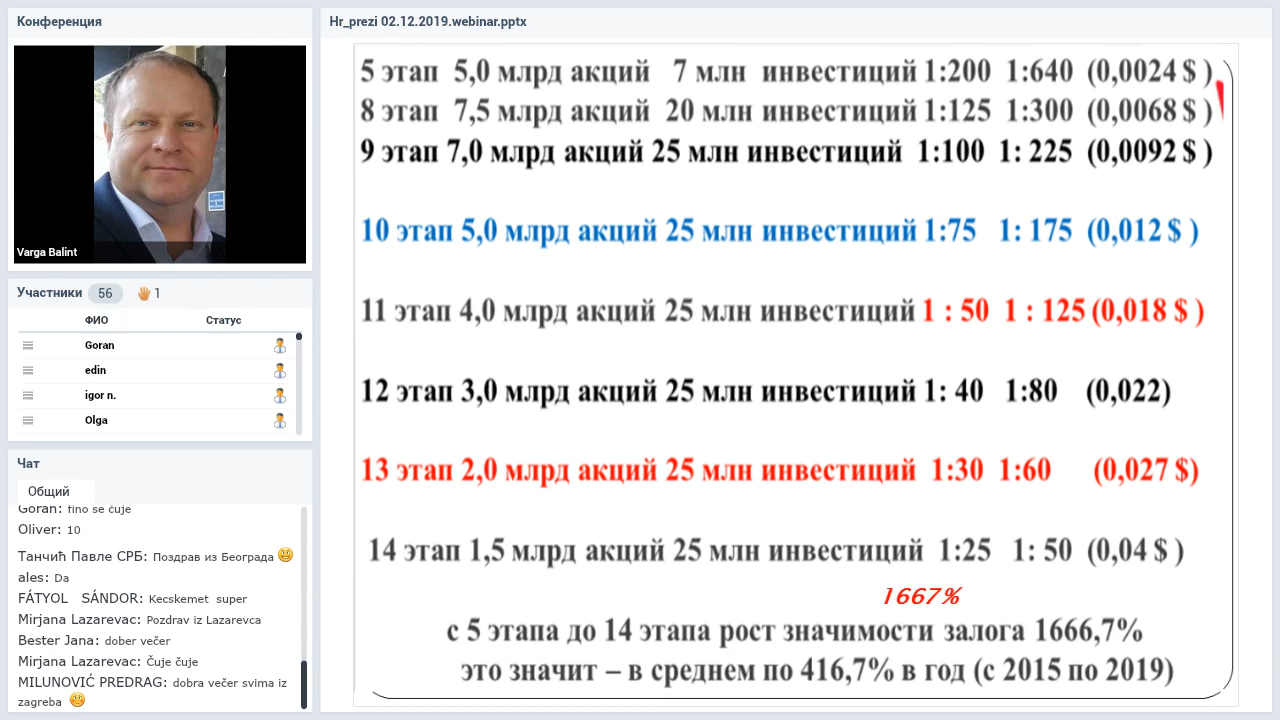 Конференция
Varga Balint
Участники 56 1
ФИО Статус
Goran
edin
igor n.
Olga
Чат
Общий
Goran: fino se čuje
Oliver: 10
Танчић Павле СРБ: Поздрав из Београда
ales: Da
FÁTYOL SÁNDOR: Kecskemet super
Mirjana Lazarevac: Pozdrav iz Lazarevca
Bester Jana: dober večer
Mirjana Lazarevac: Čuje čuje
MILUNOVIĆ PREDRAG: dobra večer svima iz
zagreba
Hr_prezi 02.12.2019.webinar.pptx
5 этап 5,0 млрд акций 7 млн инвестиций 1:200 1:640 (0,0024 $ )
8 этап 7,5 млрд акций 20 млн инвестиций 1:125 1:300 (0,0068 $ )
9 этап 7,0 млрд акций 25 млн инвестиций 1:100 1: 225 (0,0092 $ )
10 этап 5,0 млрд акций 25 млн инвестиций 1:75 1: 175 (0,012 $ )
11 этап 4,0 млрд акций 25 млн инвестиций 1 : 50 1 : 125 (0,018 $ )
12 этап 3,0 млрд акций 25 млн инвестиций 1: 40 1:80 (0,022)
13 этап 2,0 млрд акций 25 млн инвестиций 1:30 1:60 (0,027 $)
14 этап 1,5 млрд акций 25 млн инвестиций 1:25 1: 50 (0,04 $ )
1667%
с 5 этапа до 14 этапа рост значимости залога 1666,7%
это значит – в среднем по 416,7% в год (с 2015 по 2019)